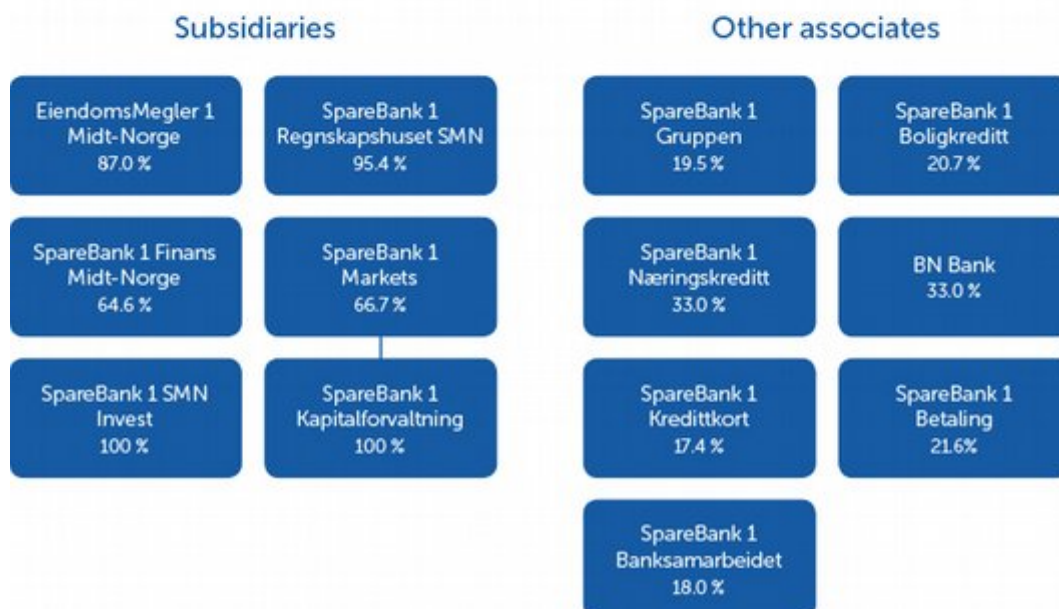 Subsidiaries
EiendomsMegler 1
Midt-Norge
87.0 %
SpareBank 1
Regnskapshuset SMN
95.4 %
SpareBank 1 Finans
Midt-Norge
64.6 %
SpareBank 1
Markets
66.7 %
SpareBank 1 SMN
Invest
100 %
SpareBank 1
Kapitalforvaltning
100 %
Other associates
SpareBank 1
Gruppen
19.5 %
SpareBank 1
Boligkreditt
20.7 %
SpareBank 1
Næringskreditt
33.0 %
BN Bank
33.0 %
SpareBank 1
Kredittkort
17.4 %
SpareBank 1
Betaling
21.6%
SpareBank 1
Banksamarbeidet
18.0 %